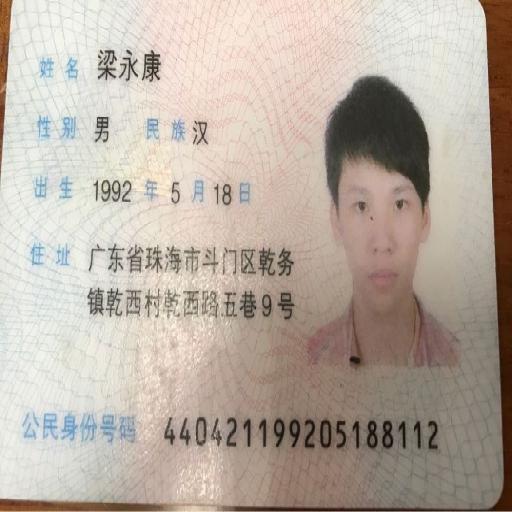 姓名 梁永康
性别 男 民族 汉
出生 1992 年 5 月 18 日
住址 广东省珠海市斗门区乾务
镇乾西村乾西路五巷9号
公民身份号码 440421199205188112